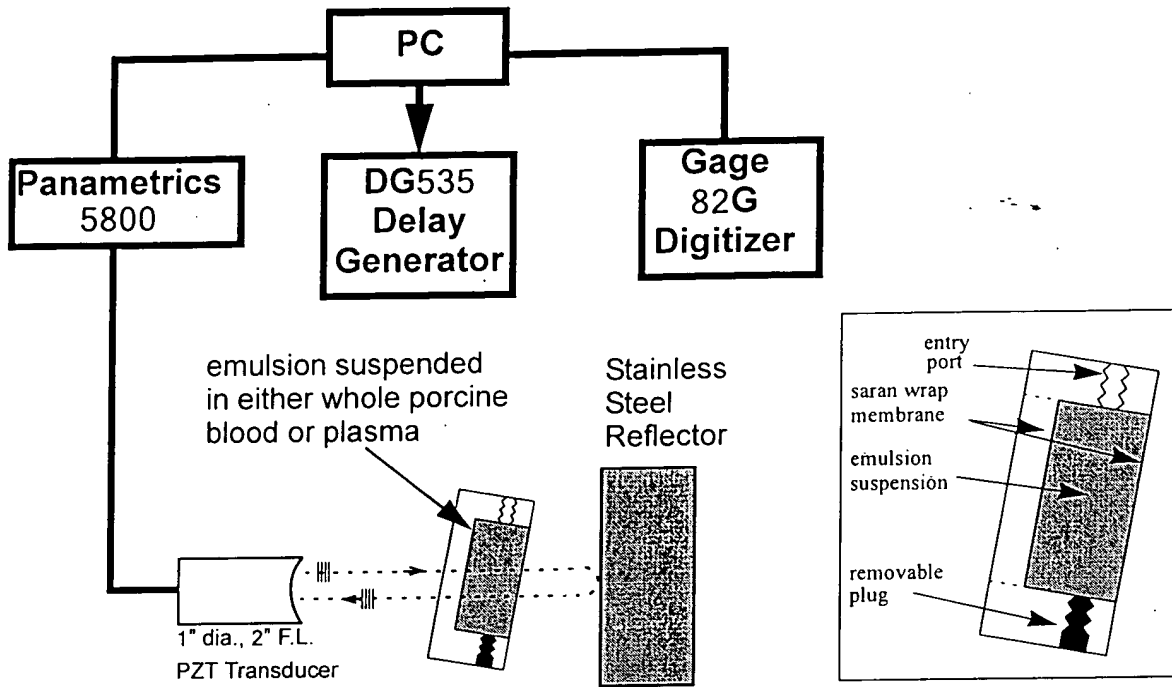 PC
Panametrics
5800
DG535
Delay
Generator
Gage
82G
Digitizer
emulsion suspended
in either whole porcine
blood or plasma
Stainless
Steel
Reflector
1" dia., 2" F.L.
PZT Transducer
entry
port
saran wrap
membrane
emulsion
suspension
removable
plug